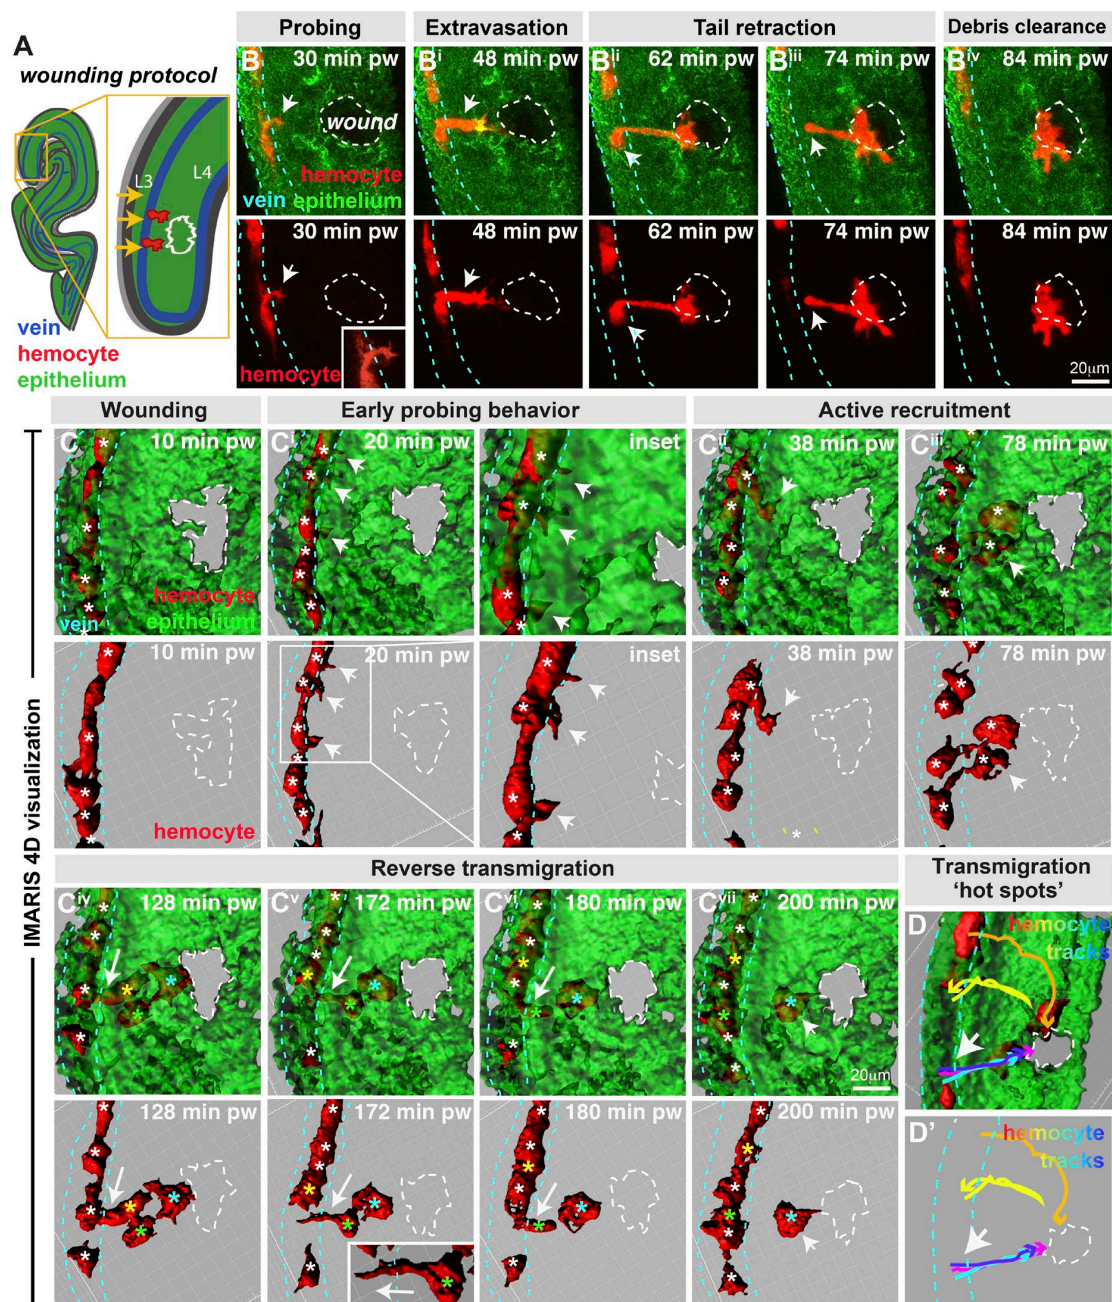 Probing
Extravasation
Tail retraction
Debris clearance
A
wounding protocol
L3
L4
vein
hemocyte
epithelium
B
30 min pw
wound
hemocyte
vein epithelium
Bi
48 min pw
Bii
62 min pw
Biii
74 min pw
Biv
84 min pw
30 min pw
hemocyte
48 min pw
62 min pw
74 min pw
84 min pw
20μm
IMARIS 4D visualization
Wounding
Early probing behavior
Active recruitment
C
10 min pw
hemocyte
vein epithelium
Ci
20 min pw
inset
Cii
38 min pw
Ciii
78 min pw
10 min pw
hemocyte
20 min pw
inset
38 min pw
78 min pw
Reverse transmigration
Transmigration
‘hot spots’
Civ
128 min pw
Cv
172 min pw
Cvi
180 min pw
Cvii
200 min pw
20μm
D
hemocyte
tracks
128 min pw
172 min pw
180 min pw
200 min pw
D'
hemocyte
tracks